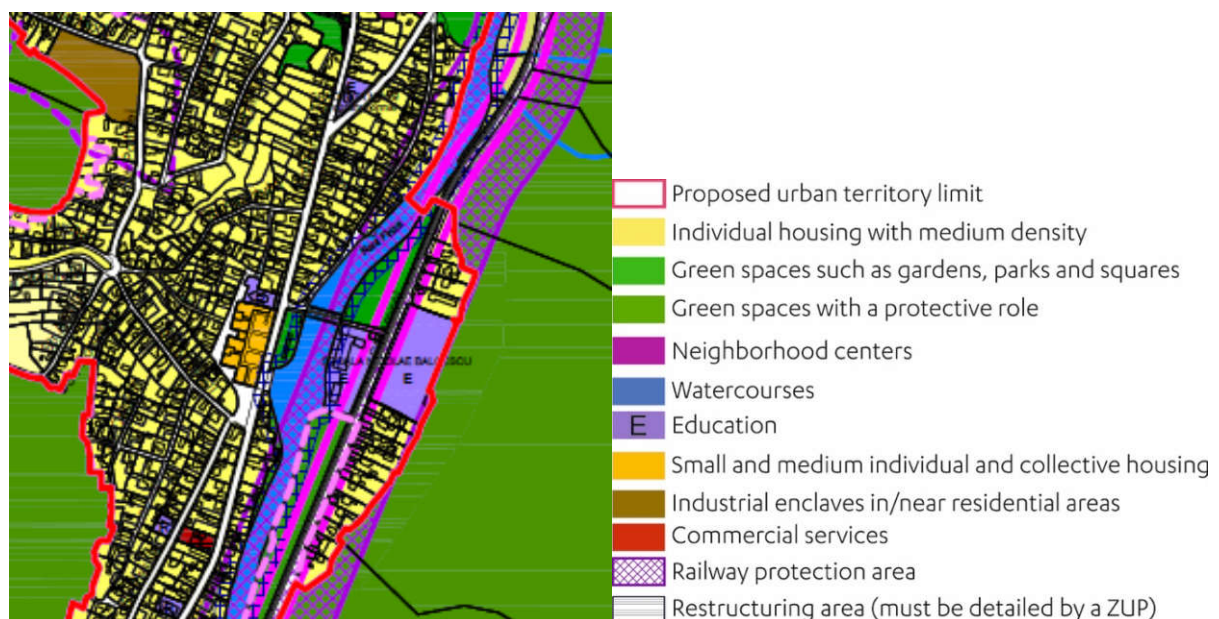 Raul Prisa
E
E
E
Proposed urban territory limit
Individual housing with medium density
Green spaces such as gardens, parks and squares
Green spaces with a protective role
Neighborhood centers
Watercourses
E Education
Small and medium individual and collective housing
Industrial enclaves in/near residential areas
Commercial services
Railway protection area
Restructuring area (must be detailed by a ZUP)